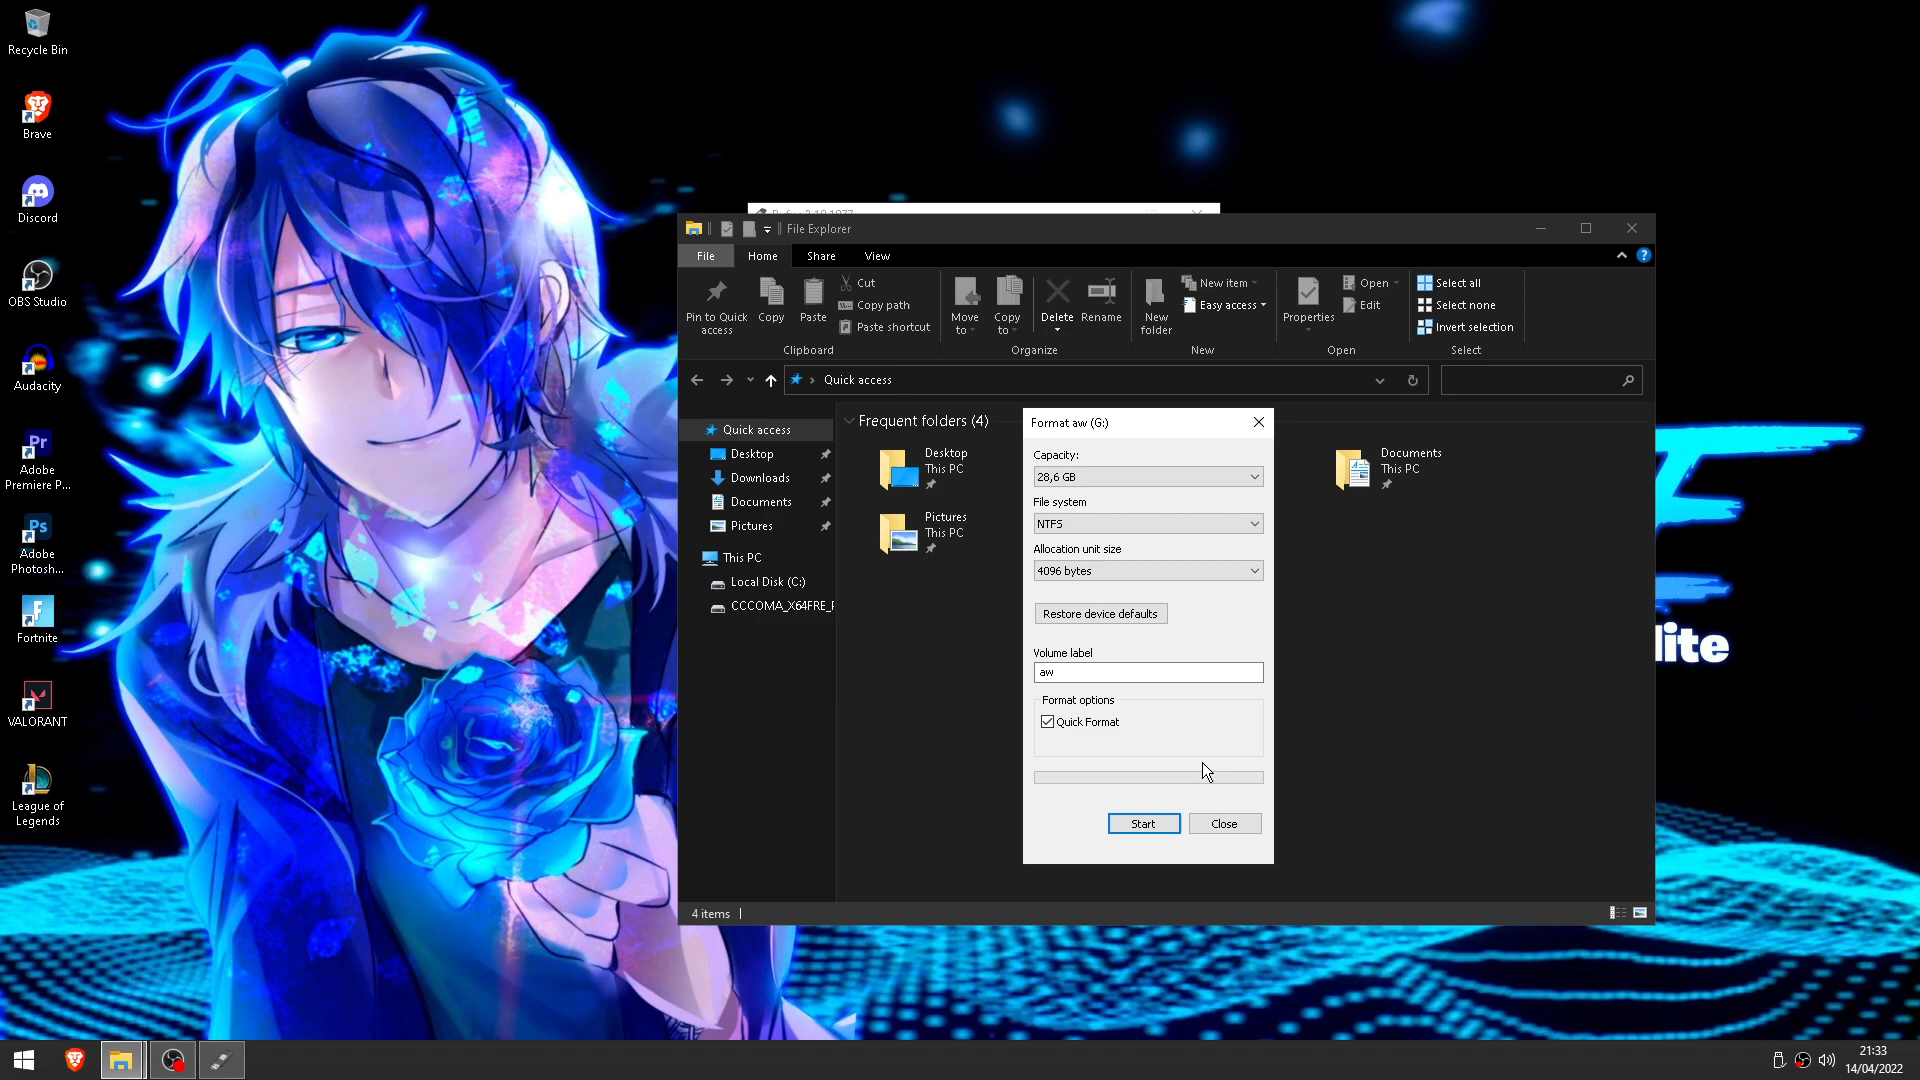 Recycle Bin
Brave
Discord
OBS Studio
Audacity
Adobe
Premiere P...
Adobe
Photosh...
Fortnite
VALORANT
League of
Legends
File Explorer
File
Home
Share
View
Pin to Quick
access
Copy
Paste
Cut
Copy path
Paste shortcut
Clipboard
Move
to
Copy
to
Delete
Rename
Organize
New
folder
New item
Easy access
New
Properties
Open
Edit
Open
Select all
Select none
Invert selection
Select
Quick access
Quick access
Desktop
Downloads
Documents
Pictures
This PC
Local Disk (C:)
CCCOMA_X64FRE_
Frequent folders (4)
Desktop
This PC
Pictures
This PC
Documents
This PC
Format aw (G:)
Capacity:
28,6 GB
File system
NTFS
Allocation unit size
4096 bytes
Restore device defaults
Volume label
aw
Format options
Quick Format
Start
Close
4 items
lite
21:33
14/04/2022